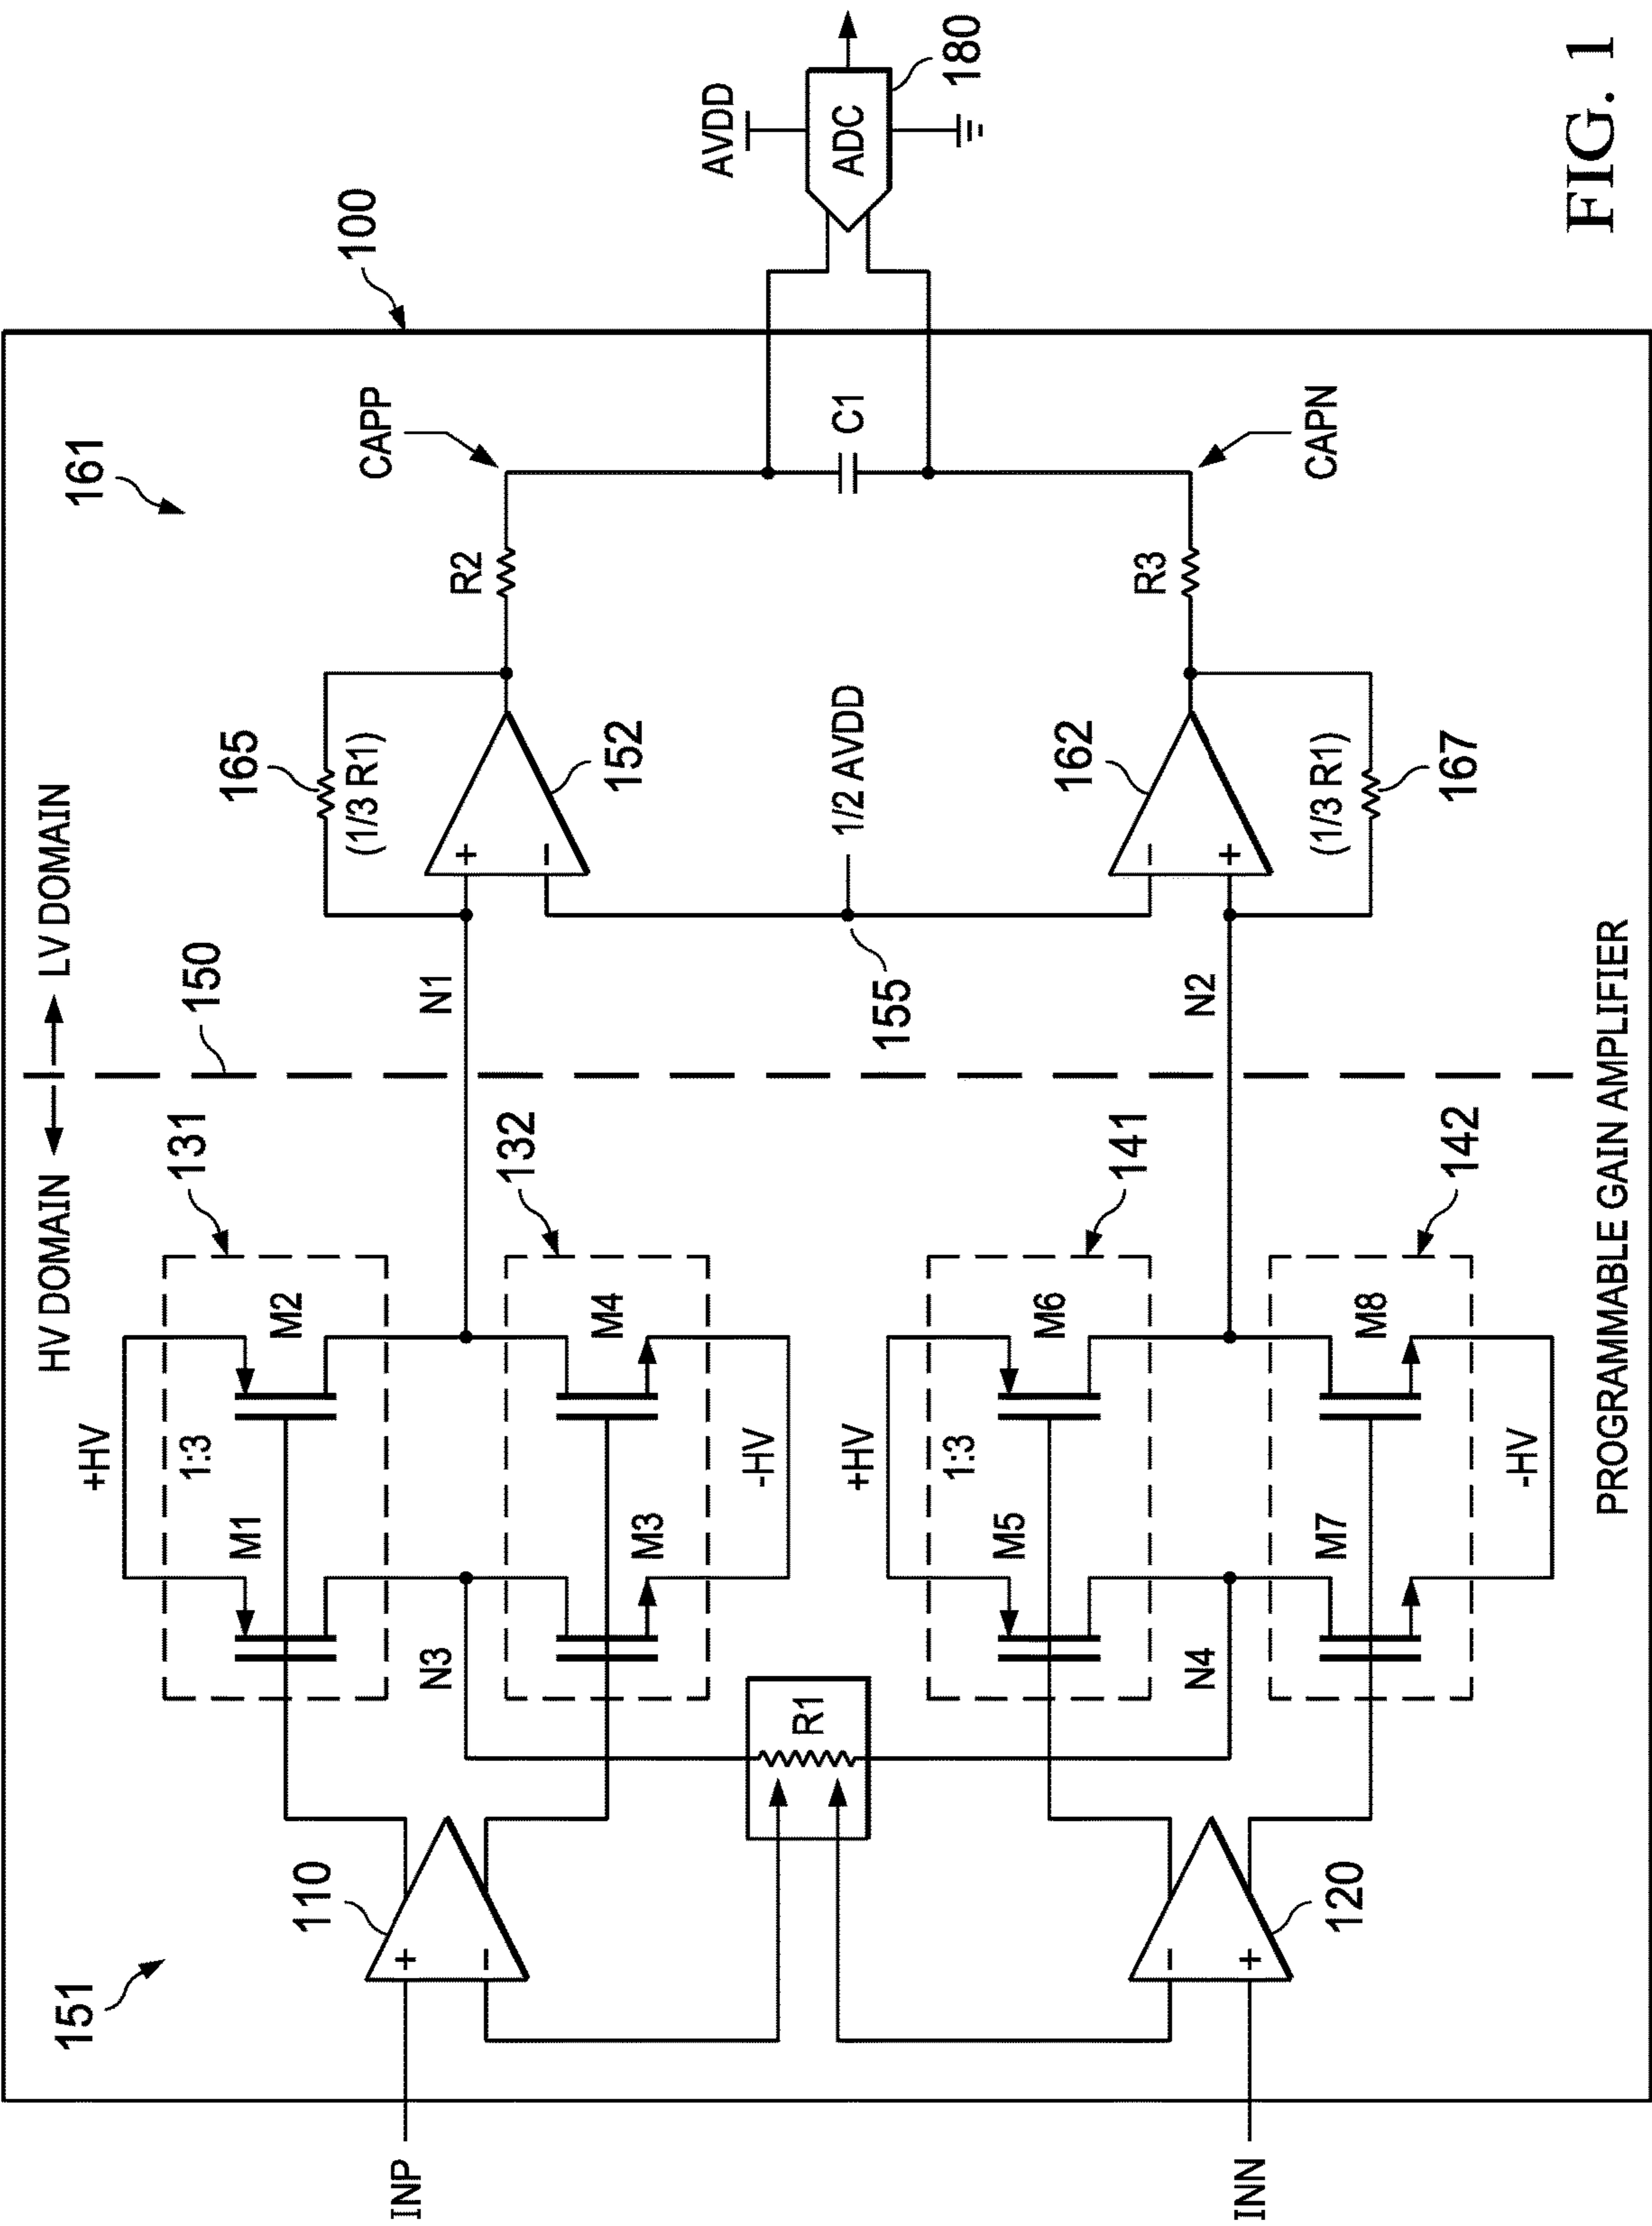 HV DOMAIN
LV DOMAIN
150
151
161
100
+HV
131
M1
1:3
M2
165
(1/3 R1)
CAPP
110
+
−
N3
N1
+
−
152
R2
132
M3
M4
-HV
AVDD
R1
155
1/2 AVDD
C1
ADC
180
+HV
141
M5
1:3
M6
INP
INN
120
−
+
N4
N2
162
−
+
R3
CAPN
(1/3 R1)
167
142
M7
M8
-HV
PROGRAMMABLE GAIN AMPLIFIER
FIG. 1